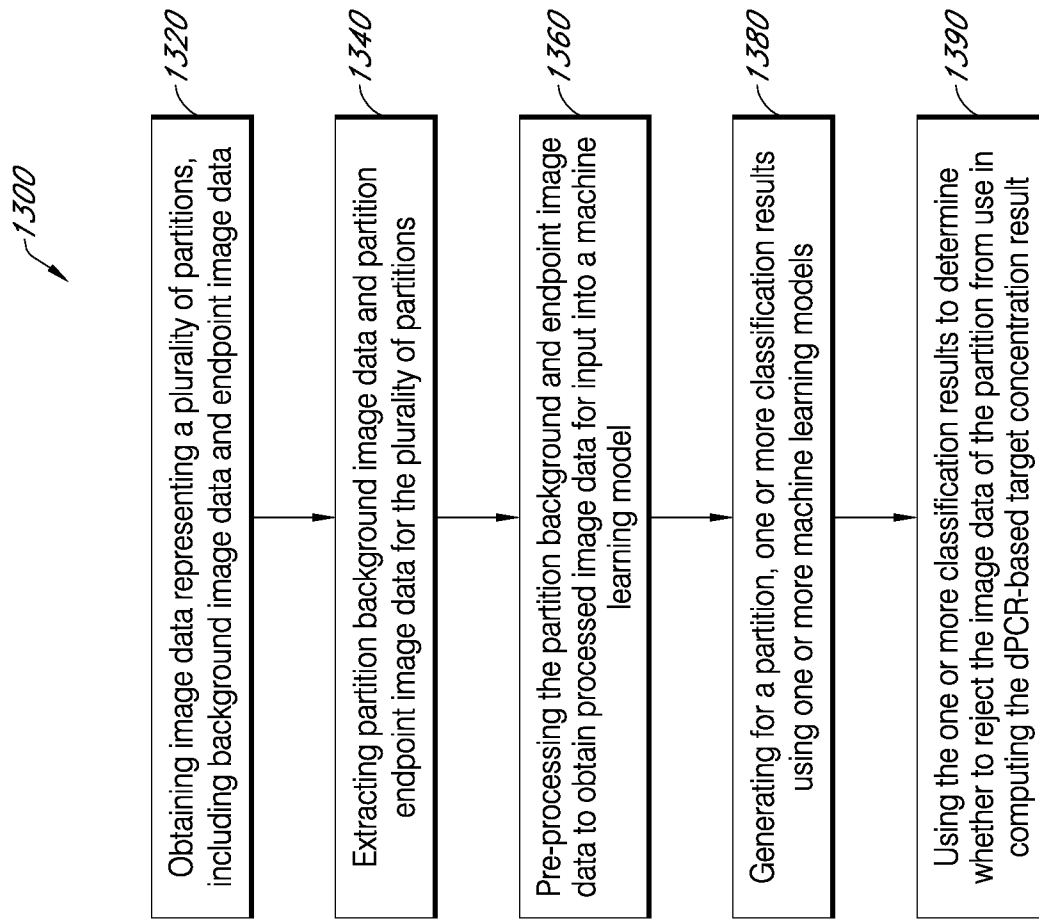 1300
1320
Obtaining image data representing a plurality of partitions,
including background image data and endpoint image data
1340
Extracting partition background image data and partition
endpoint image data for the plurality of partitions
1360
Pre-processing the partition background and endpoint image
data to obtain processed image data for input into a machine
learning model
1380
Generating for a partition, one or more classification results
using one or more machine learning models
1390
Using the one or more classification results to determine
whether to reject the image data of the partition from use in
computing the dPCR-based target concentration result